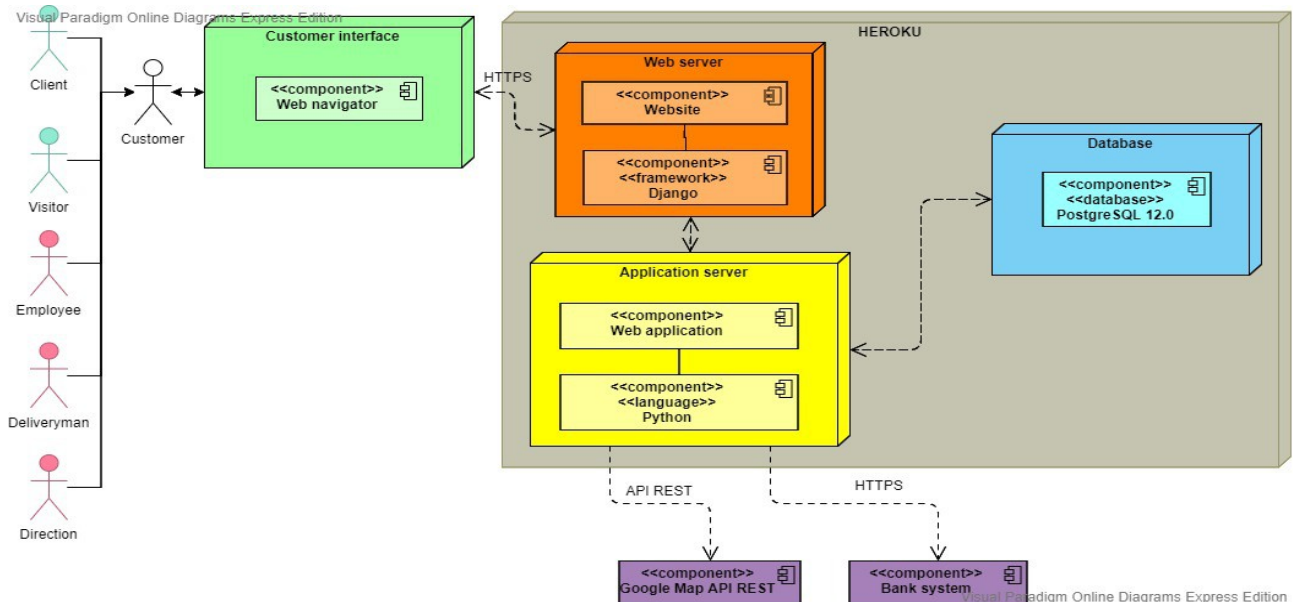 Visual Paradigm Online Diagrams Express Edition
Client
Visitor
Employee
Deliveryman
Direction
Customer
Customer interface
<<component>>
Web navigator
HTTPS
HEROKU
Web server
<<component>>
Website
<<component>>
<<framework>>
Django
Application server
<<component>>
Web application
<<component>>
<<language>>
Python
Database
<<component>>
<<database>>
PostgreSQL 12.0
API REST
HTTPS
<<component>>
Google Map API REST
<<component>>
Bank system
Visual Paradigm Online Diagrams Express Edition